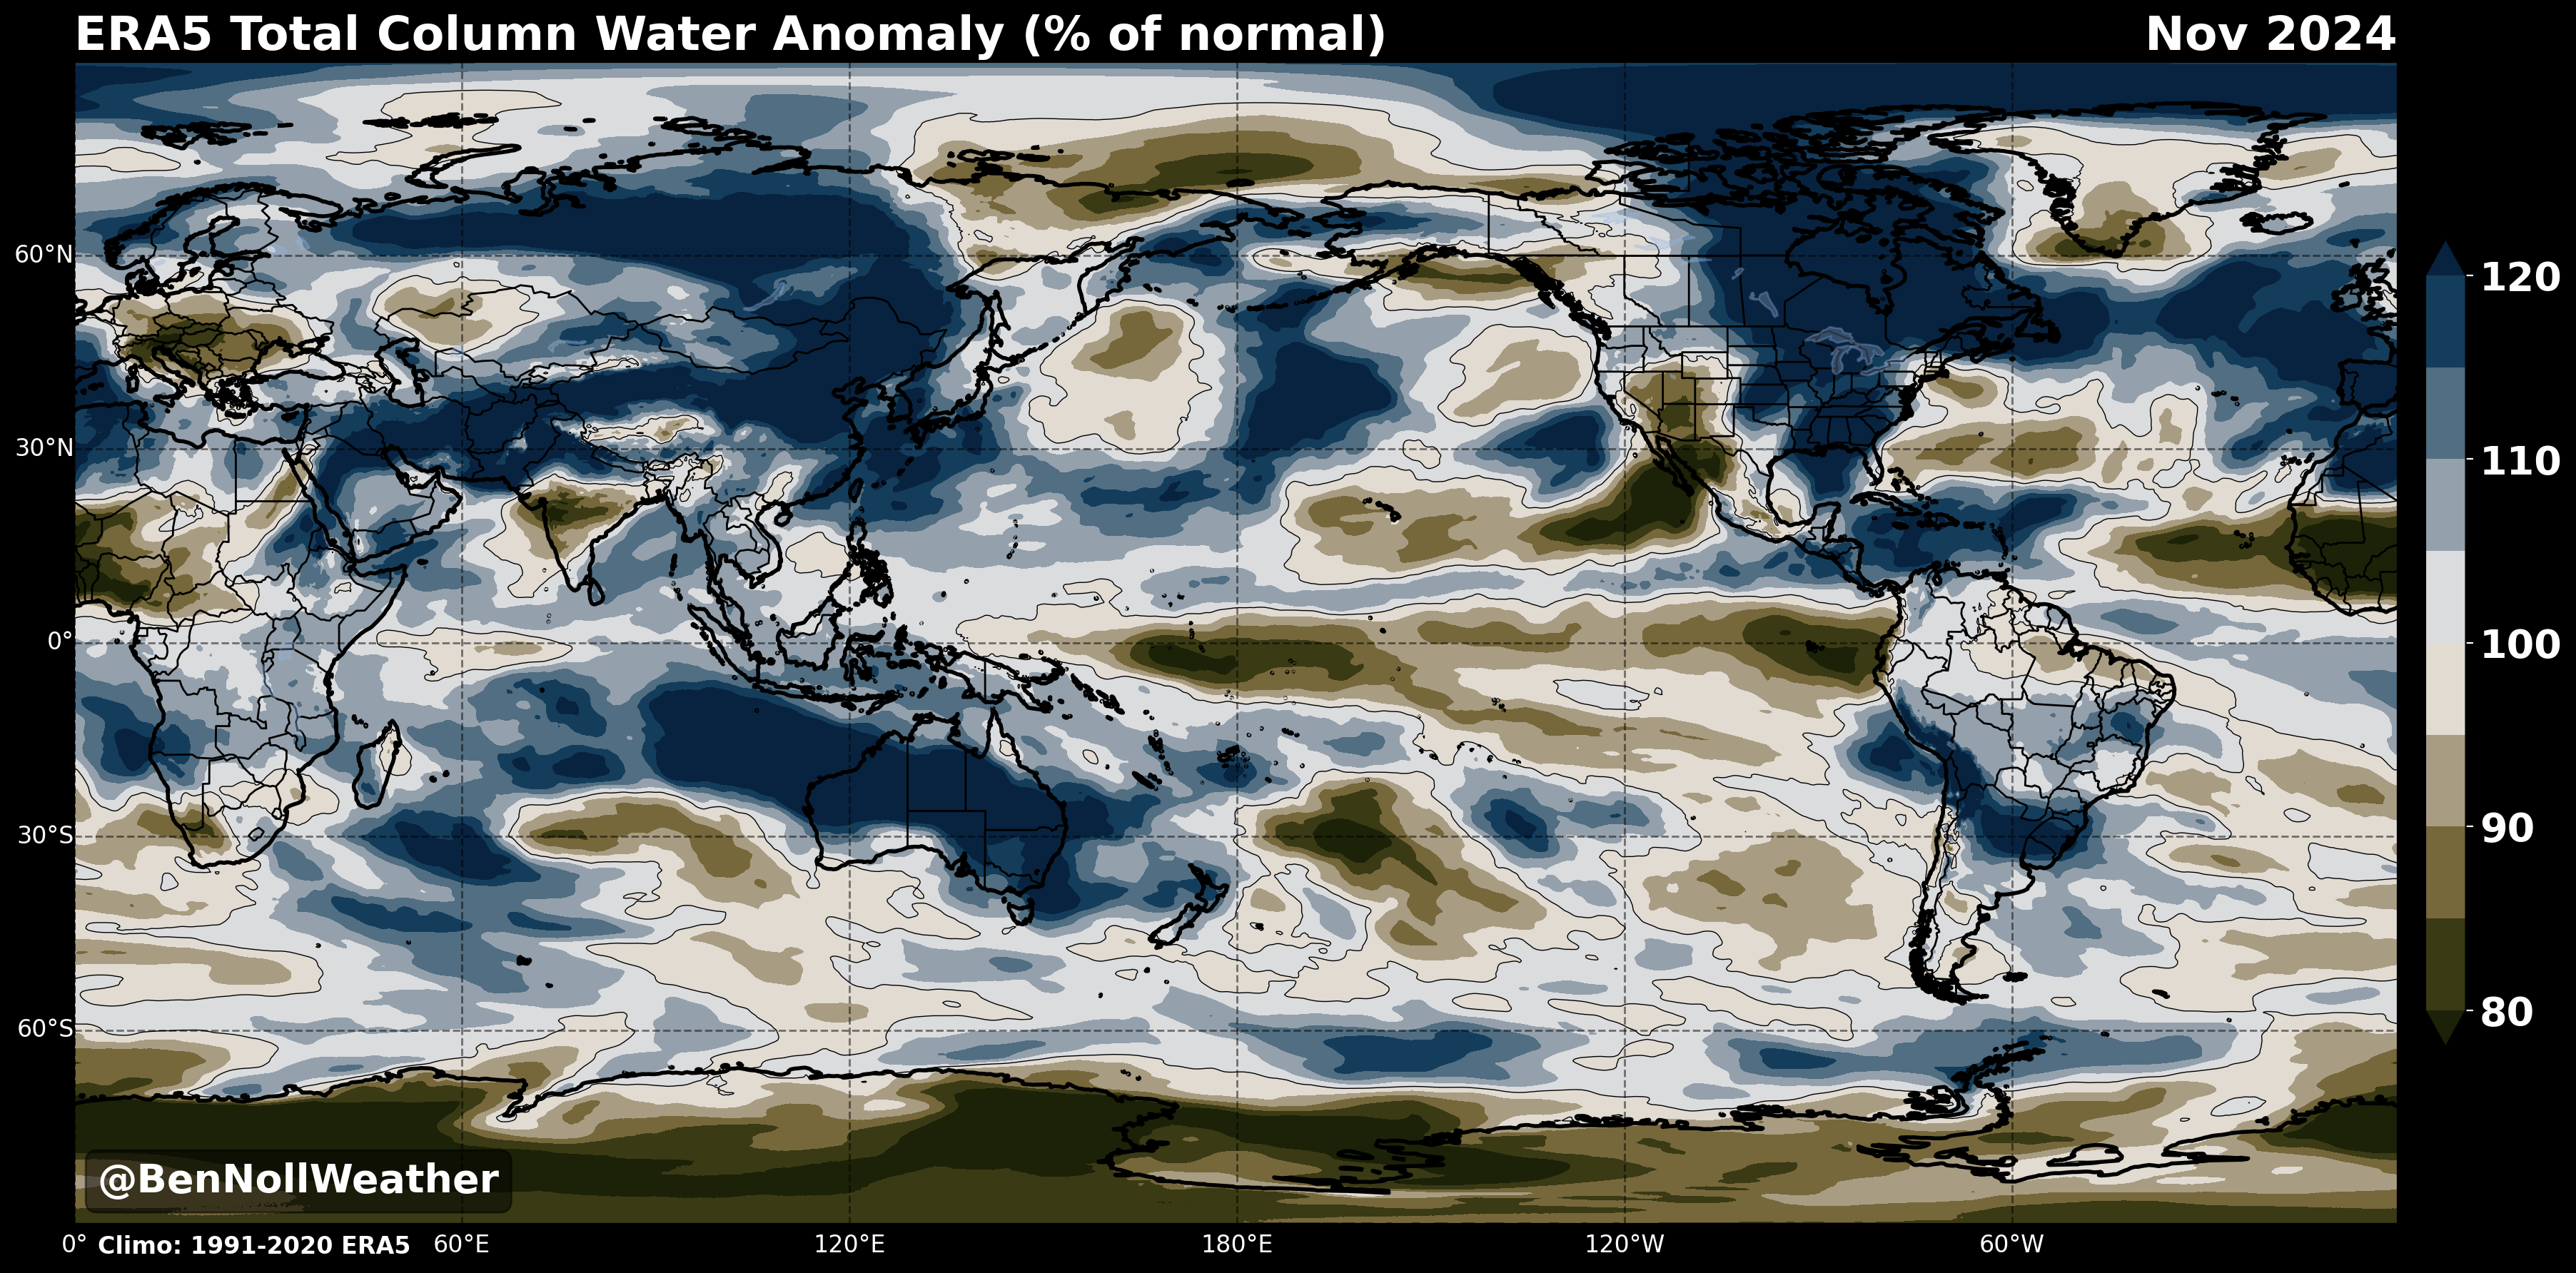 ERA5 Total Column Water Anomaly (% of normal) Nov 2024
60°N
30°N
0°
30°S
60°S
120
110
100
90
80
@BenNollWeather
0° Climo: 1991-2020 ERA5 60°E 120°E 180°E 120°W 60°W